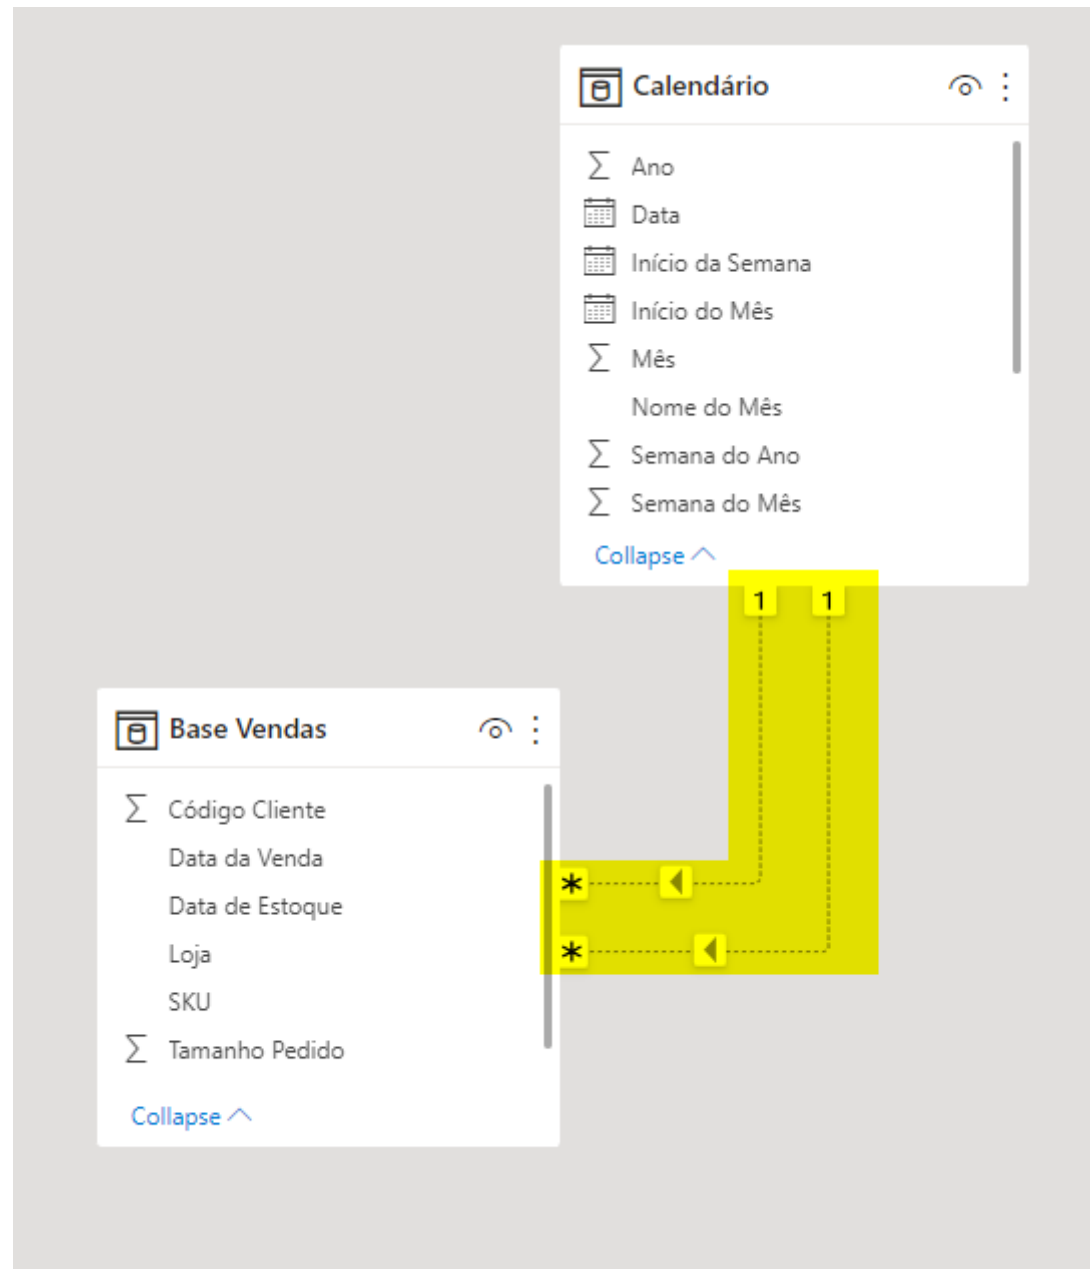 Calendário
Ano
Data
Início da Semana
Início do Mês
Mês
Nome do Mês
Semana do Ano
Semana do Mês
Collapse
1 1
Base Vendas
Código Cliente
Data da Venda
Data de Estoque
Loja
SKU
Tamanho Pedido
Collapse
*
*